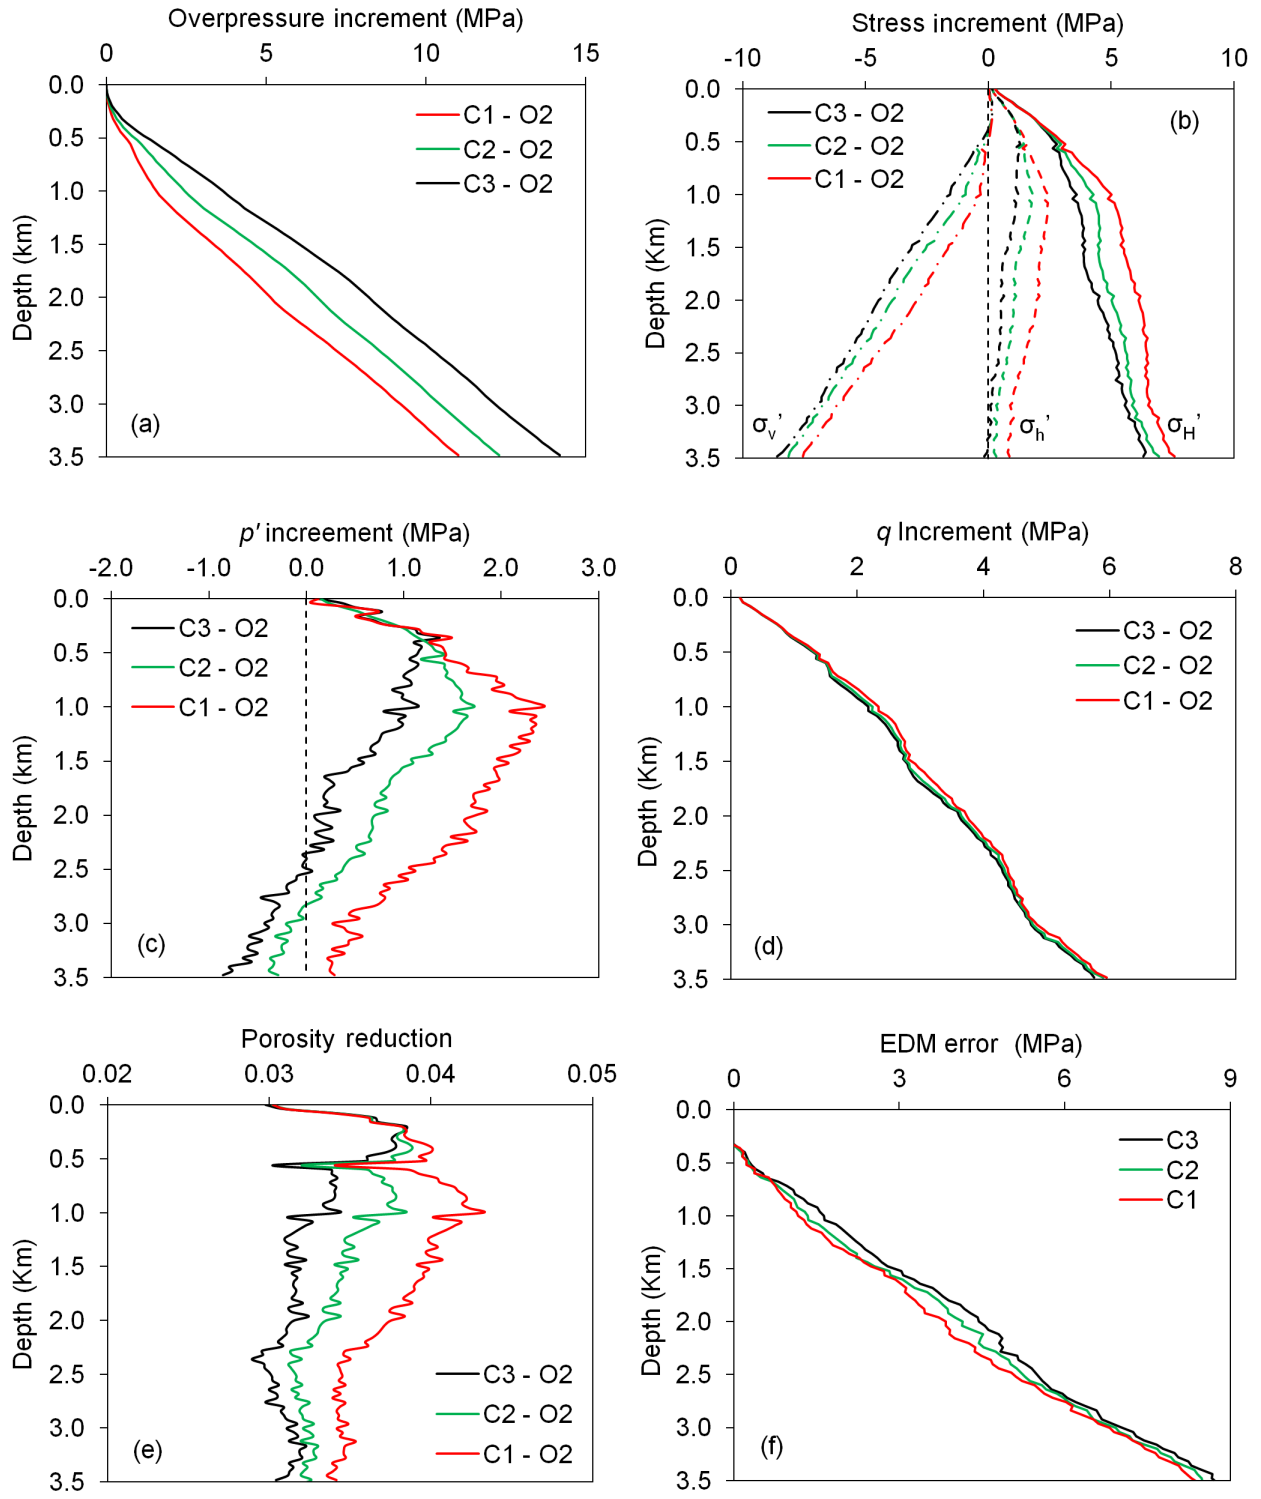 Overpressure increment (MPa)
0 5 10 15
0.0
0.5
1.0
1.5
2.0
2.5
3.0
3.5
Depth (km)
C1 - O2
C2 - O2
C3 - O2
(a)
Stress increment (MPa)
-10 -5 0 5 10
0.0
0.5
1.0
1.5
2.0
2.5
3.0
3.5
Depth (Km)
C3 - O2
C2 - O2
C1 - O2
(b)
σv’
σh’
σH’
p' increement (MPa)
-2.0 -1.0 0.0 1.0 2.0 3.0
0.0
0.5
1.0
1.5
2.0
2.5
3.0
3.5
Depth (Km)
C3 - O2
C2 - O2
C1 - O2
(c)
q Increment (MPa)
0 2 4 6 8
0.0
0.5
1.0
1.5
2.0
2.5
3.0
3.5
Depth (Km)
C3 - O2
C2 - O2
C1 - O2
(d)
Porosity reduction
0.02 0.03 0.04 0.05
0.0
0.5
1.0
1.5
2.0
2.5
3.0
3.5
Depth (Km)
C3 - O2
C2 - O2
C1 - O2
(e)
EDM error (MPa)
0 3 6 9
0.0
0.5
1.0
1.5
2.0
2.5
3.0
3.5
Depth (Km)
C3
C2
C1
(f)